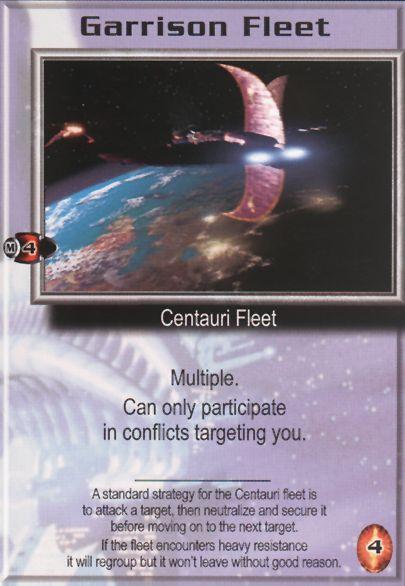 Garrison Fleet
M 4
Centauri Fleet
Multiple.
Can only participate
in conflicts targeting you.
A standard strategy for the Centauri fleet is
to attack a target, then neutralize and secure it
before moving on to the next target.
If the fleet encounters heavy resistance
it will regroup but it won't leave without good reason.
4